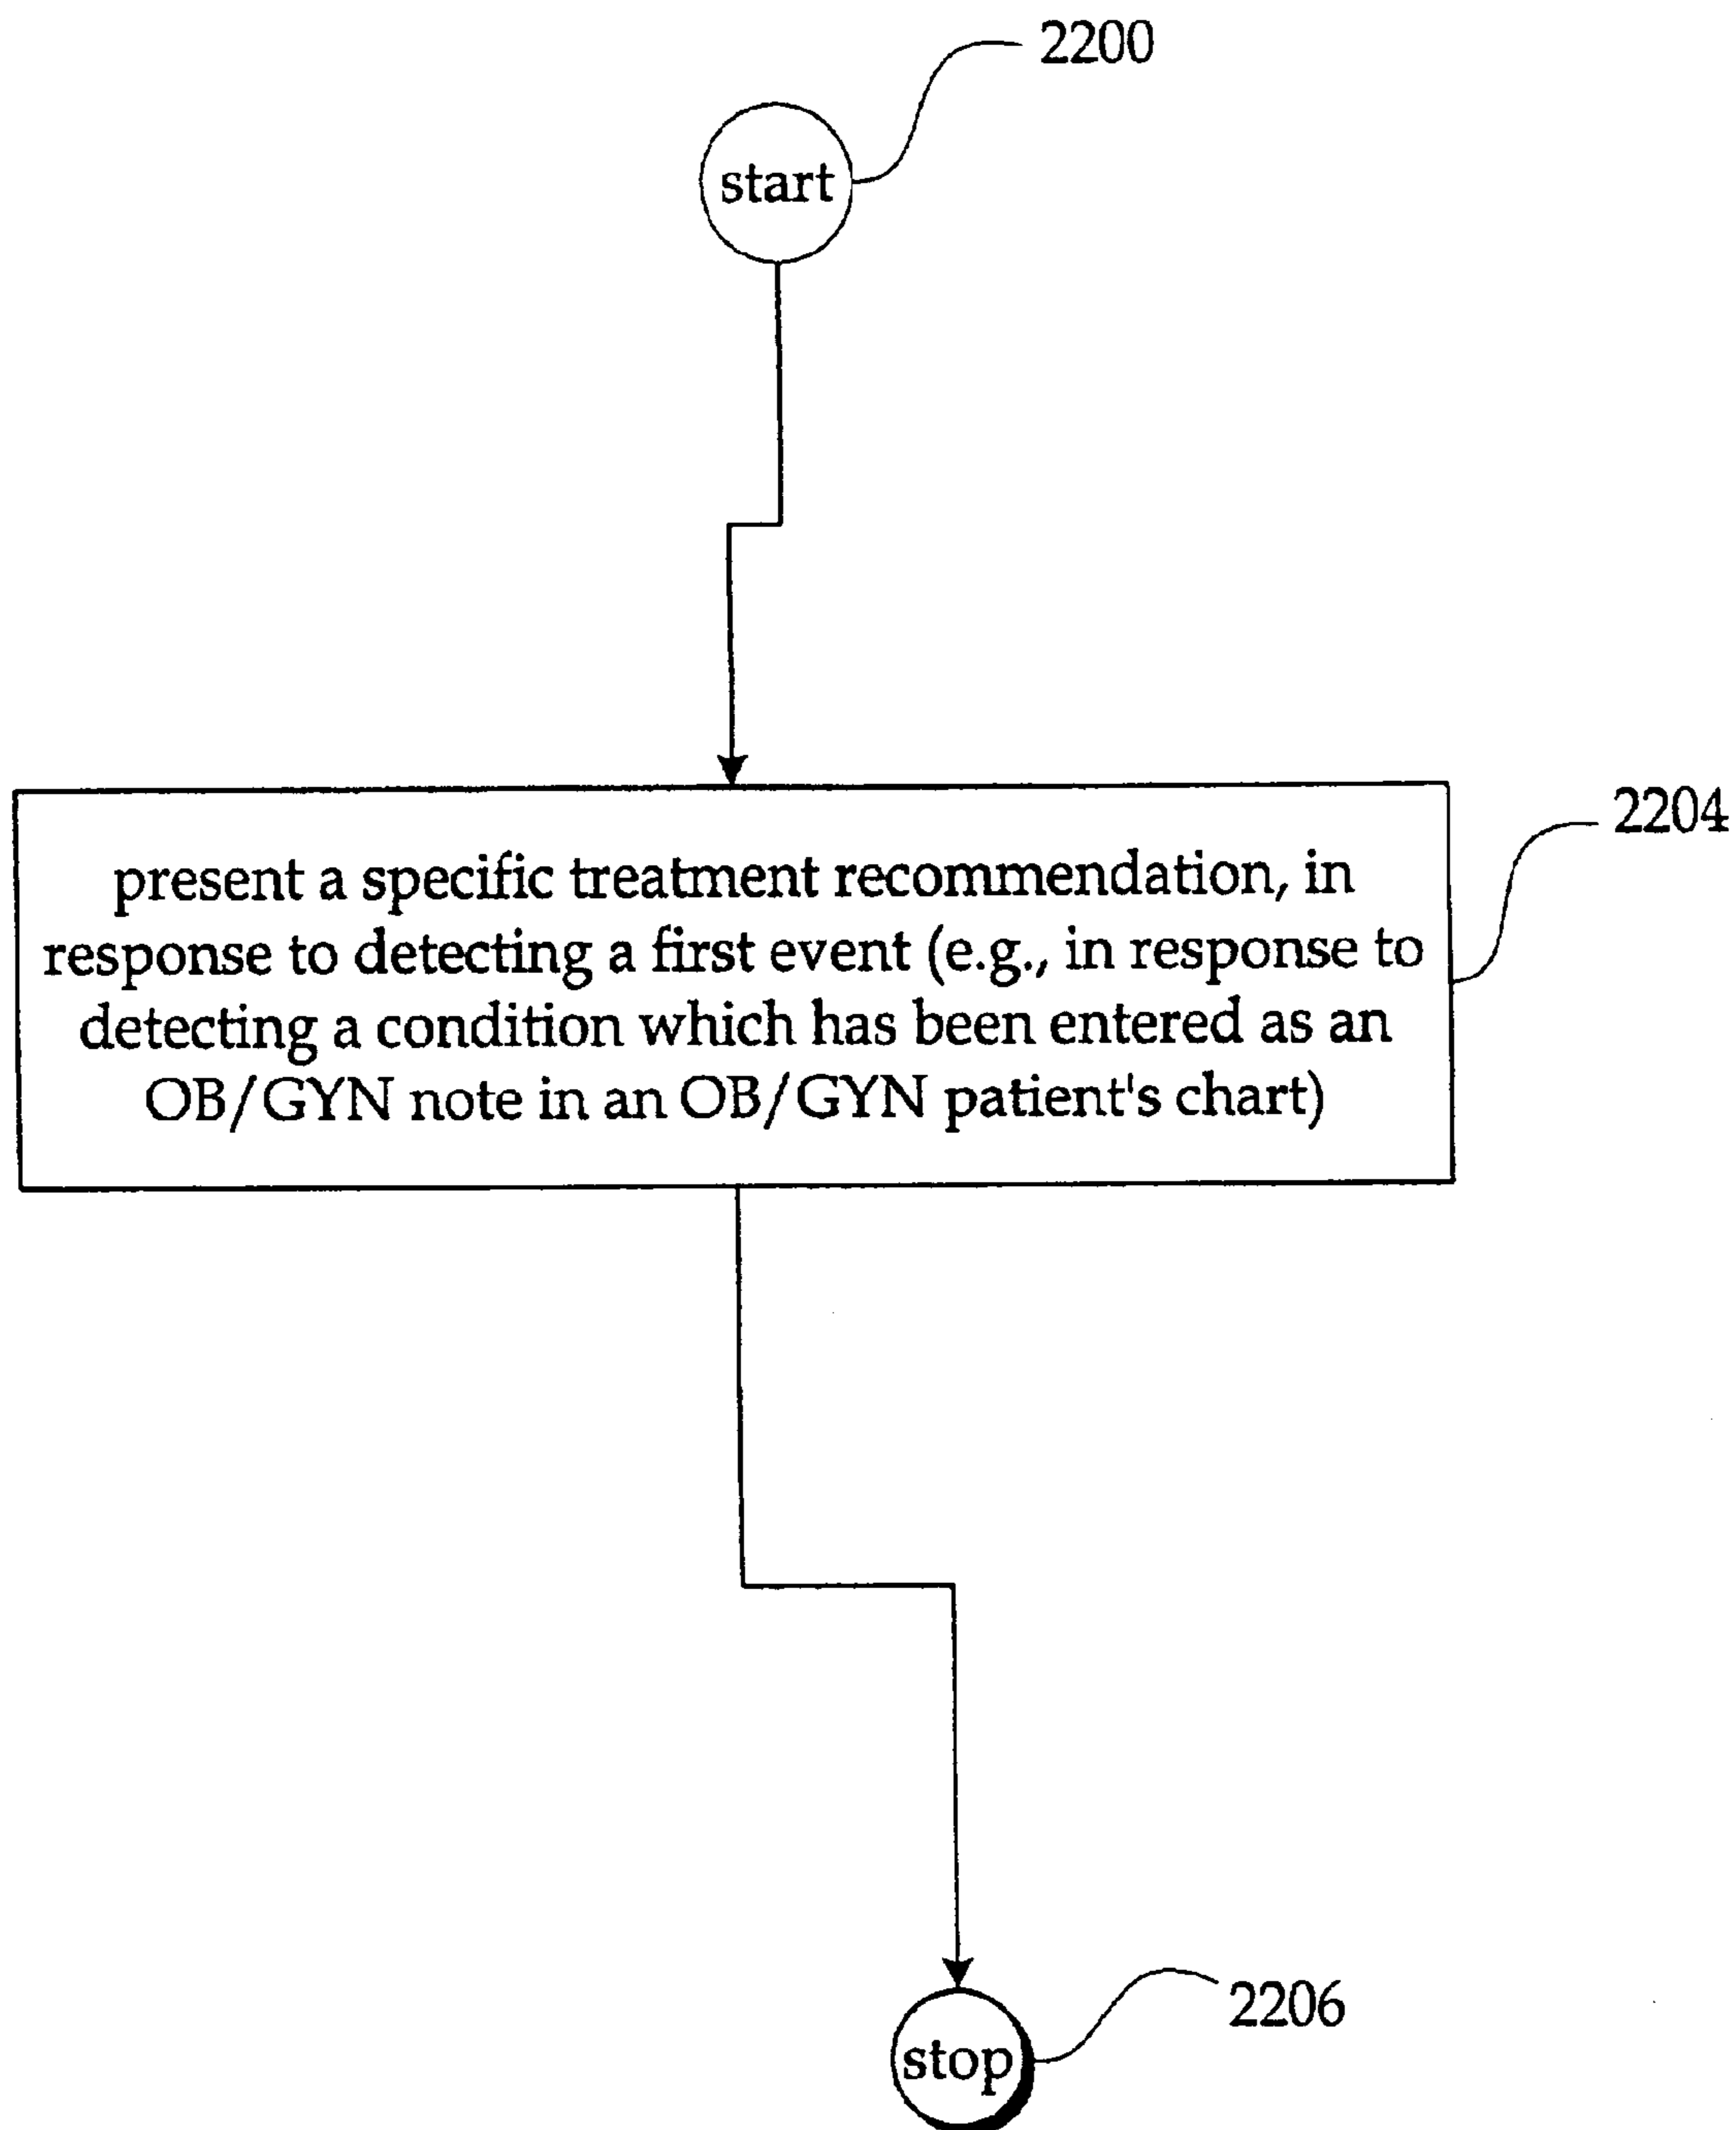 2200
start
2204
present a specific treatment recommendation, in
response to detecting a first event (e.g., in response to
detecting a condition which has been entered as an
OB/GYN note in an OB/GYN patient's chart)
2206
stop